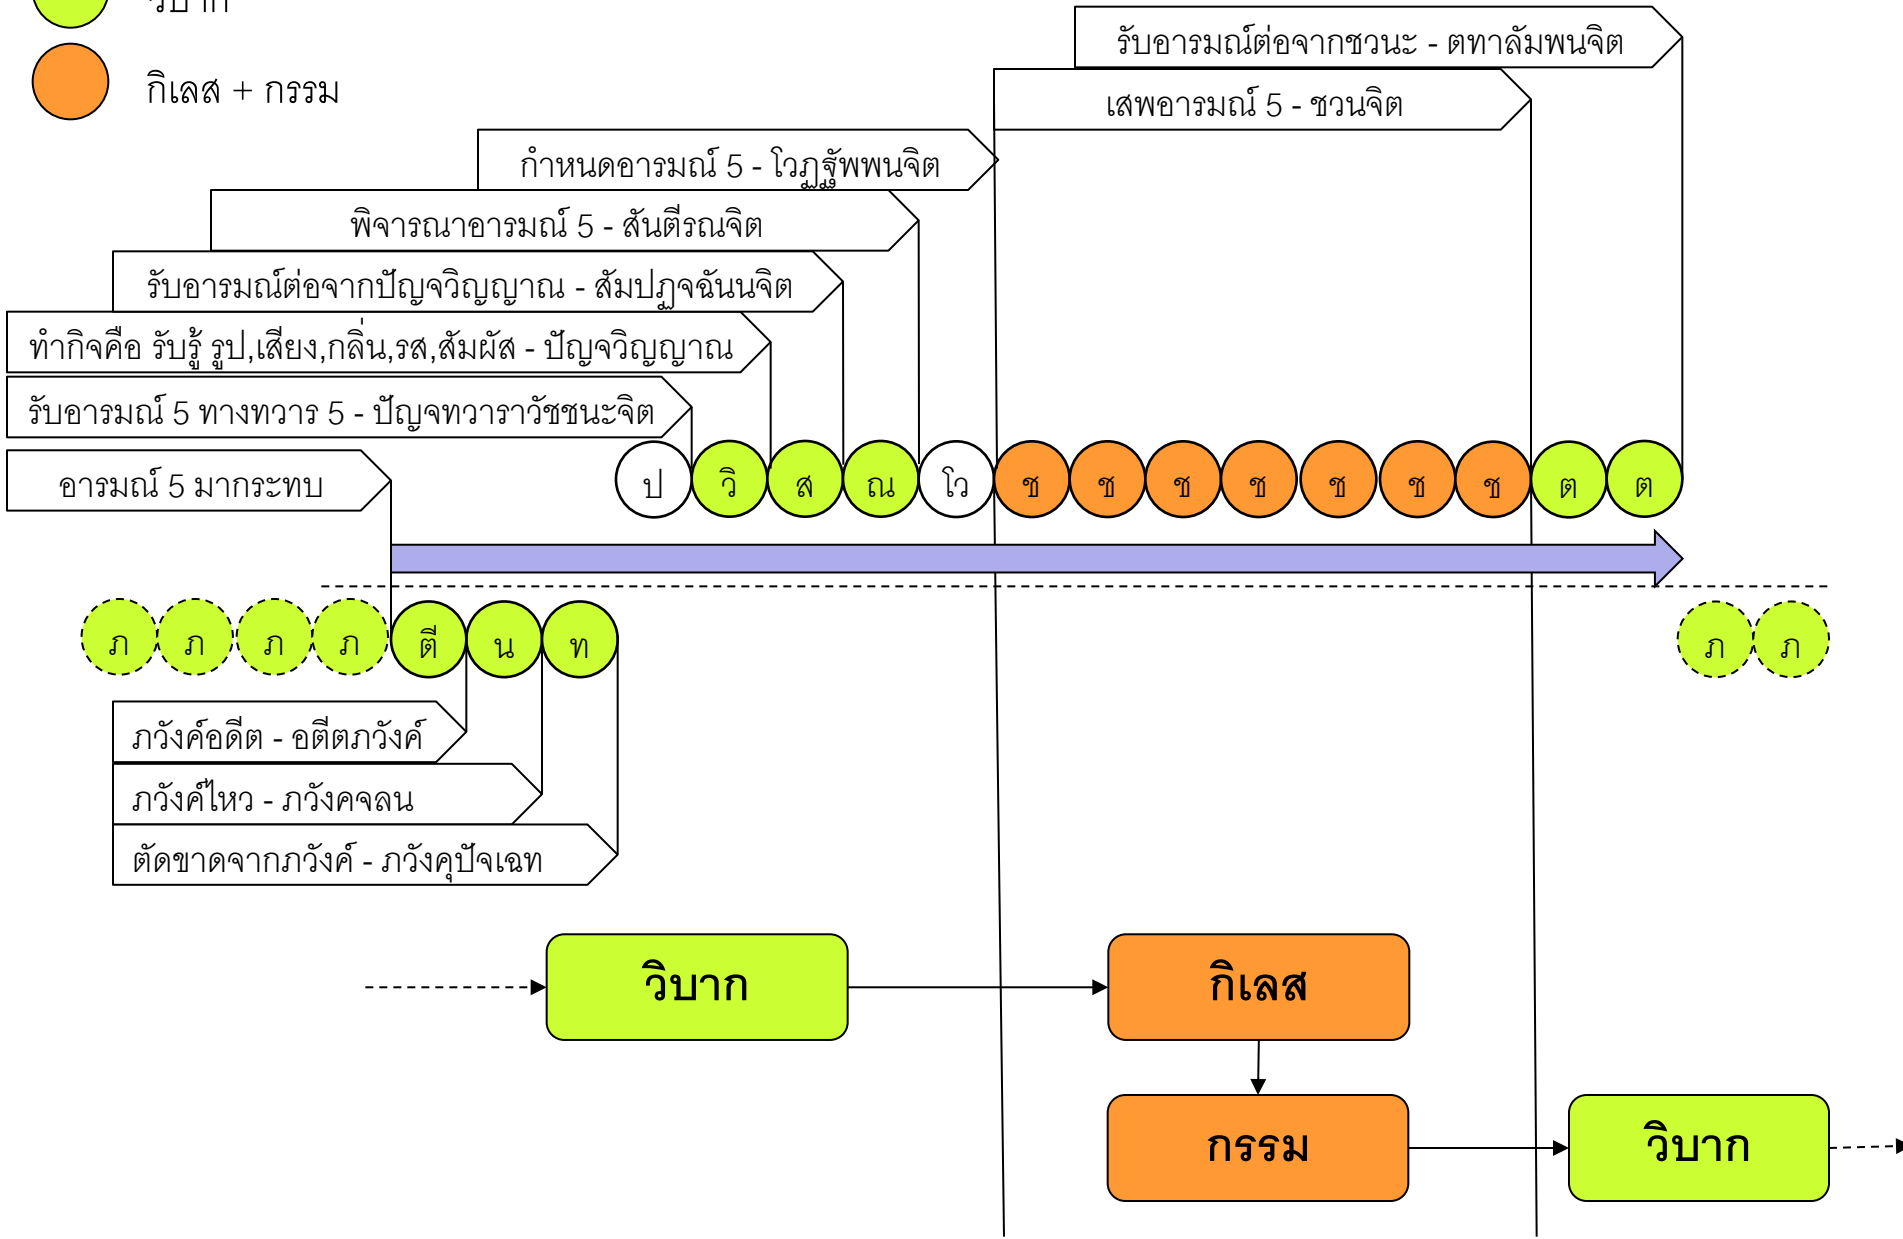 วิบาก
กิเลส + กรรม
รับอารมณ์ต่อจากชวนะ - ตทาลัมพนจิต
เสพอารมณ์ 5 - ชวนจิต
กำหนดอารมณ์ 5 - โวฏฐัพพนจิต
พิจารณาอารมณ์ 5 - สันตีรณจิต
รับอารมณ์ต่อจากปัญจวิญญาณ - สัมปฏจฉันนจิต
ทำกิจคือ รับรู้ รูป,เสียง,กลิ่น,รส,สัมผัส - ปัญจวิญญาณ
รับอารมณ์ 5 ทางทวาร 5 - ปัญจทวาราวัชชนะจิต
อารมณ์ 5 มากระทบ
ป วิ ส ณ โว ช ช ช ช ช ช ช ต ต
ภ ภ ภ ภ ตี น ท ภ ภ
ภวังค์อดีต - อตีตภวังค์
ภวังค์ไหว - ภวังคจลน
ตัดขาดจากภวังค์ - ภวังคุปัจเฉท
วิบาก
กิเลส
กรรม
วิบาก